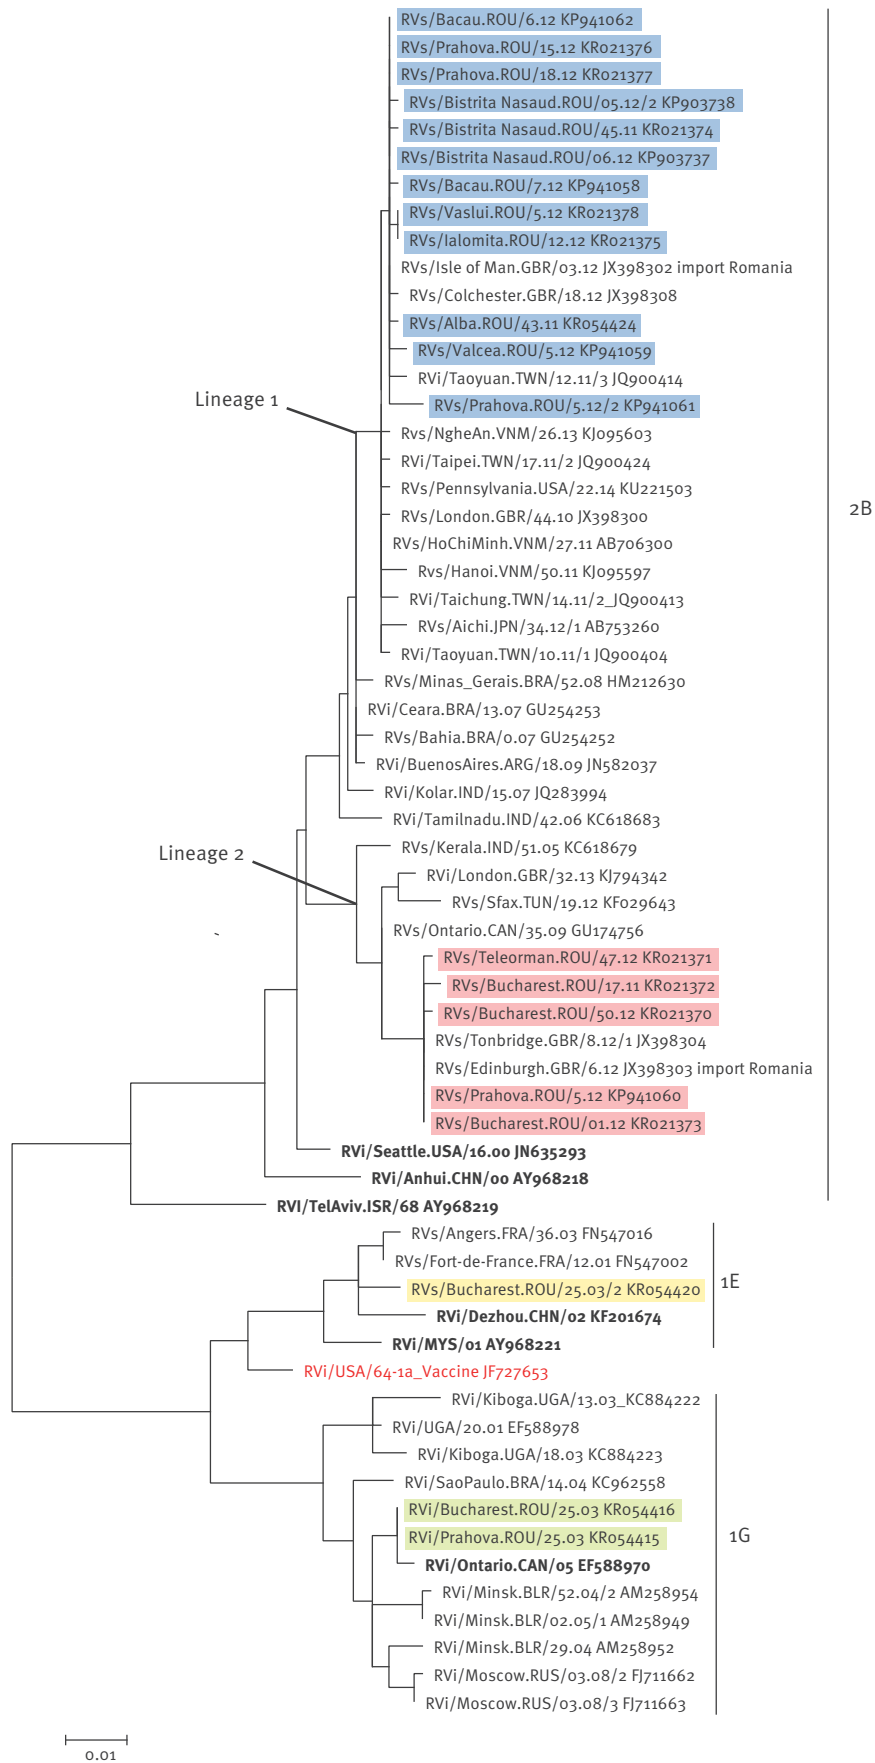 RVs/Bacau.ROU/6.12 KP941062
RVs/Prahova.ROU/15.12 KR021376
RVs/Prahova.ROU/18.12 KR021377
RVs/Bistrita Nasaud.ROU/05.12/2 KP903738
RVs/Bistrita Nasaud.ROU/45.11 KR021374
RVs/Bistrita Nasaud.ROU/06.12 KP903737
RVs/Bacau.ROU/7.12 KP941058
RVs/Vaslui.ROU/5.12 KR021378
RVs/Ialomita.ROU/12.12 KR021375
RVs/Isle of Man.GBR/03.12 JX398302 import Romania
RVs/Colchester.GBR/18.12 JX398308
RVs/Alba.ROU/43.11 KR054424
RVs/Valcea.ROU/5.12 KP941059
RVi/Taoyuan.TWN/12.11/3 JQ900414
Lineage 1
RVs/Prahova.ROU/5.12/2 KP941061
Rvs/NgheAn.VNM/26.13 KJ095603
RVi/Taipei.TWN/17.11/2 JQ900424
RVs/Pennsylvania.USA/22.14 KU221503
2B
RVs/London.GBR/44.10 JX398300
RVs/HoChiMinh.VNM/27.11 AB706300
Rvs/Hanoi.VNM/50.11 KJ095597
RVi/Taichung.TWN/14.11/2_JQ900413
RVs/Aichi.JPN/34.12/1 AB753260
RVi/Taoyuan.TWN/10.11/1 JQ900404
RVs/Minas_Gerais.BRA/52.08 HM212630
RVi/Ceara.BRA/13.07 GU254253
RVs/Bahia.BRA/0.07 GU254252
RVi/BuenosAires.ARG/18.09 JN582037
RVi/Kolar.IND/15.07 JQ283994
RVi/Tamilnadu.IND/42.06 KC618683
RVs/Kerala.IND/51.05 KC618679
Lineage 2
RVi/London.GBR/32.13 KJ794342
RVs/Sfax.TUN/19.12 KF029643
RVs/Ontario.CAN/35.09 GU174756
RVs/Teleorman.ROU/47.12 KR021371
RVs/Bucharest.ROU/17.11 KR021372
RVs/Bucharest.ROU/50.12 KR021370
RVs/Tonbridge.GBR/8.12/1 JX398304
RVs/Edinburgh.GBR/6.12 JX398303 import Romania
RVs/Prahova.ROU/5.12 KP941060
RVs/Bucharest.ROU/01.12 KR021373
RVi/Seattle.USA/16.00 JN635293
RVi/Anhui.CHN/00 AY968218
RVI/TelAviv.ISR/68 AY968219
RVs/Angers.FRA/36.03 FN547016
RVs/Fort-de-France.FRA/12.01 FN547002
1E
RVs/Bucharest.ROU/25.03/2 KR054420
RVi/Dezhou.CHN/02 KF201674
RVi/MYS/01 AY968221
RVi/USA/64-1a_Vaccine JF727653
RVi/Kiboga.UGA/13.03_KC884222
RVi/UGA/20.01 EF588978
RVi/Kiboga.UGA/18.03 KC884223
RVi/SaoPaulo.BRA/14.04 KC962558
RVi/Bucharest.ROU/25.03 KR054416
1G
RVi/Prahova.ROU/25.03 KR054415
RVi/Ontario.CAN/05 EF588970
RVi/Minsk.BLR/52.04/2 AM258954
RVi/Minsk.BLR/02.05/1 AM258949
RVi/Minsk.BLR/29.04 AM258952
RVi/Moscow.RUS/03.08/2 FJ711662
RVi/Moscow.RUS/03.08/3 FJ711663
0.01